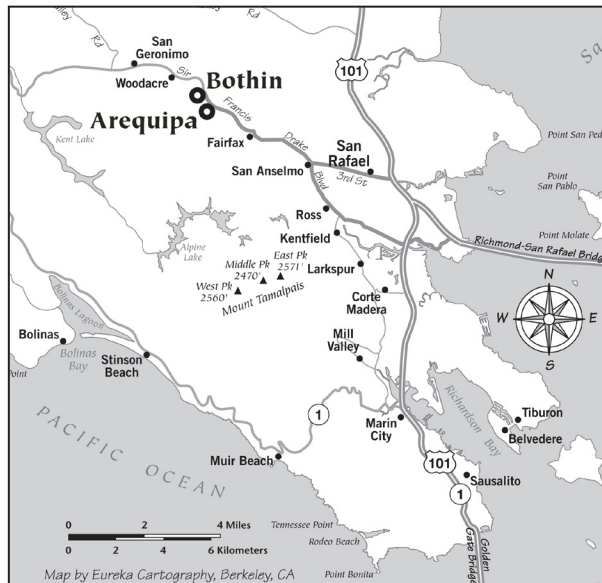 Rd
Rd
101
San
Geronimo
Woodacre
Sir
Francis
Drake
Blvd
Bothin
Arequipa
Kent Lake
Fairfax
San
Rafael
3rd St
San Anselmo
Point San Ped
Point
San Pablo
Point Molate
Richmond-San Rafael Bridg
Ross
Kentfield
Alpine
Lake
East Pk
2571'
Middle Pk
2470'
West Pk
2560'
Mount Tamalpais
Larkspur
Corte
Madera
N
W
E
S
Bolinas Lagoon
Bolinas
Bolinas
Bay
Point
Stinson
Beach
Mill
Valley
Richardson
Bay
Tiburon
Belvedere
1
Marin
City
PACIFIC OCEAN
Muir Beach
101
Sausalito
1
0 2 4 Miles
0 2 4 6 Kilometers
Tennessee Point
Rodeo Beach
Point Bonita
Golden
Gate Bridge
Map by Eureka Cartography, Berkeley, CA